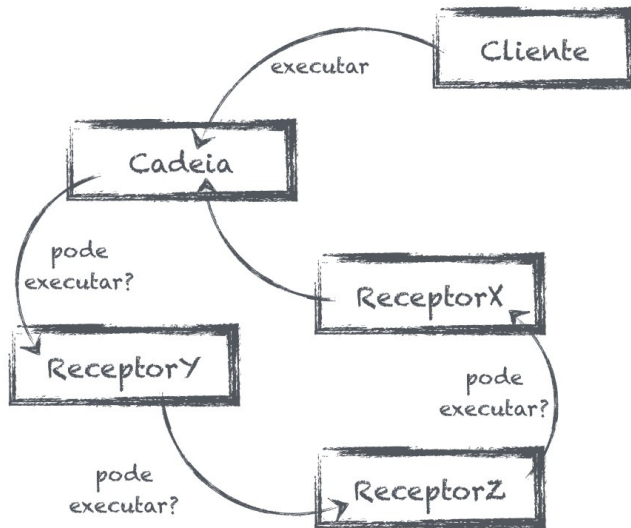 Cliente
executar
Cadeia
pode
executar?
ReceptorX
ReceptorY
pode
executar?
pode
executar?
ReceptorZ